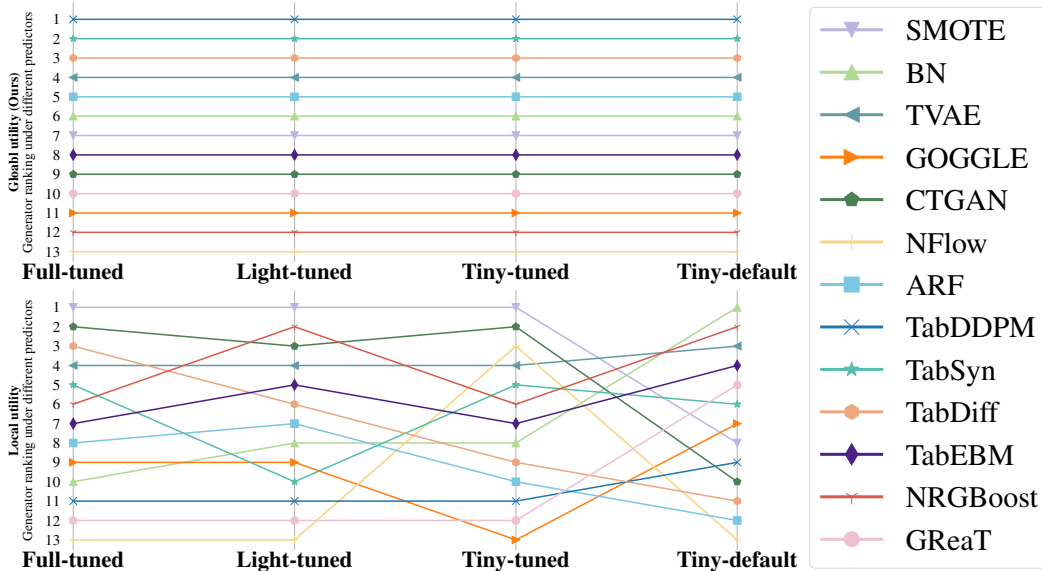 Gloabl utility (Ours)
Generator ranking under different predictors
1
2
3
4
5
6
7
8
9
10
11
12
13
Full-tuned Light-tuned Tiny-tuned Tiny-default
Local utility
Generator ranking under different predictors
1
2
3
4
5
6
7
8
9
10
11
12
13
Full-tuned Light-tuned Tiny-tuned Tiny-default
SMOTE
BN
TVAE
GOGGLE
CTGAN
NFlow
ARF
TabDDPM
TabSyn
TabDiff
TabEBM
NRGBoost
GReaT